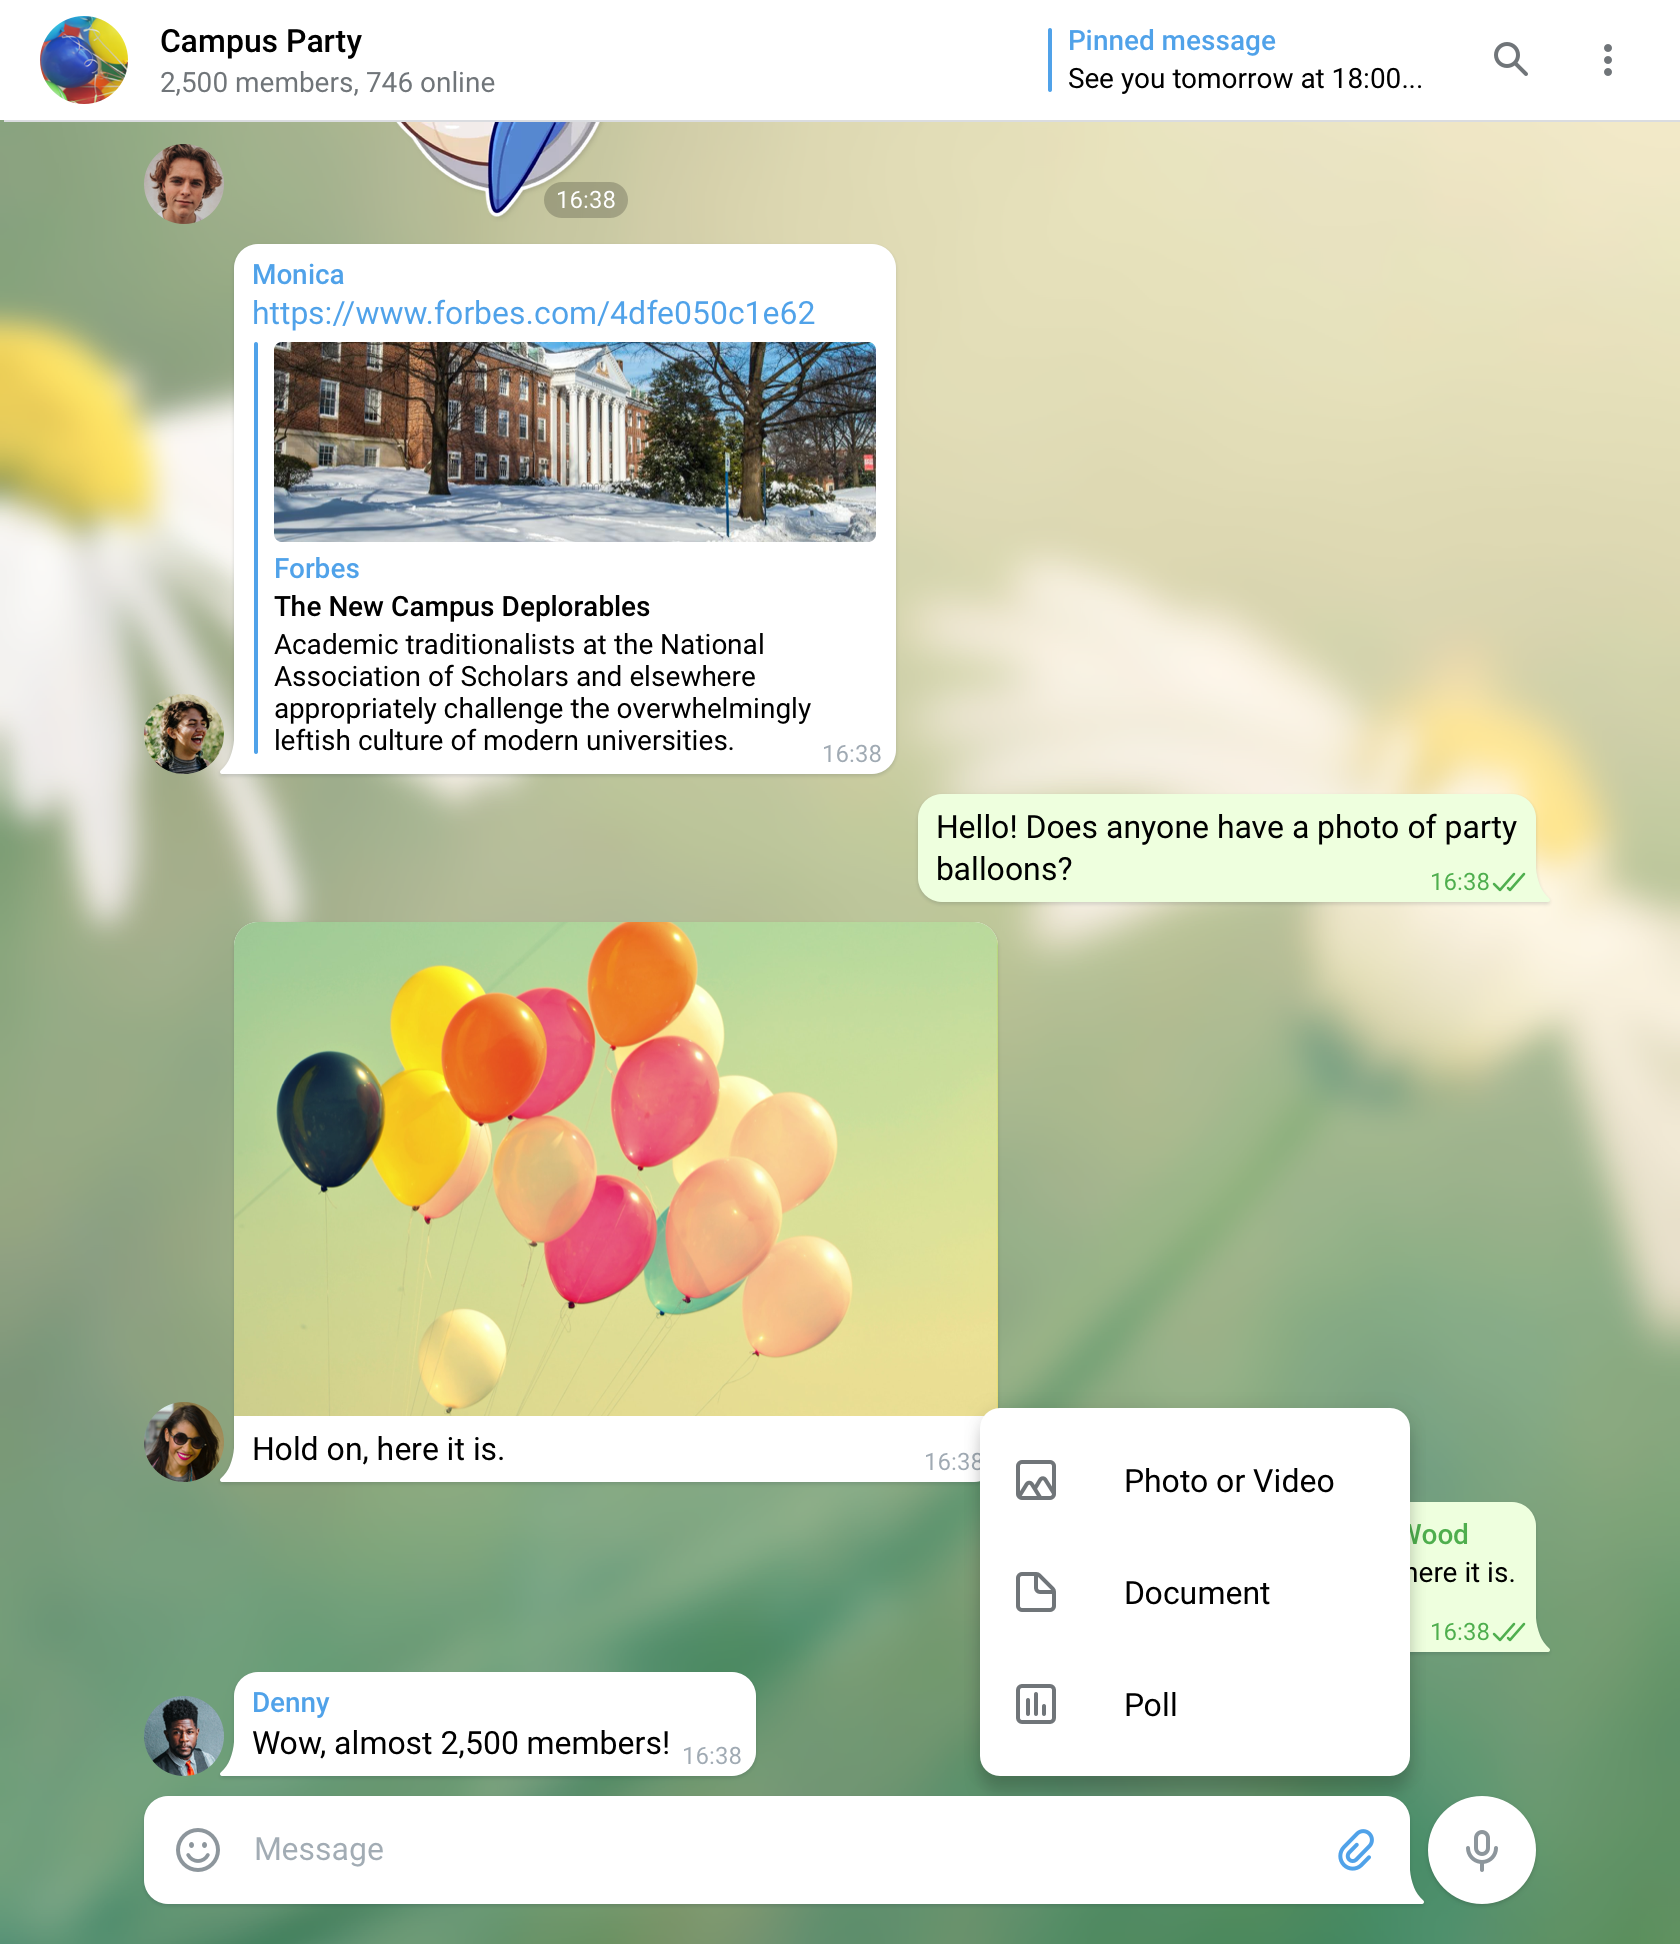 Campus Party
2,500 members, 746 online
Pinned message
See you tomorrow at 18:00...
16:38
Monica
https://www.forbes.com/4dfe050c1e62
Forbes
The New Campus Deplorables
Academic traditionalists at the National
Association of Scholars and elsewhere
appropriately challenge the overwhelmingly
leftish culture of modern universities.
16:38
Hello! Does anyone have a photo of party
balloons?
16:38
Hold on, here it is.
16:38
Photo or Video
Document
Poll
Wood
here it is.
16:38
Denny
Wow, almost 2,500 members!
16:38
Message